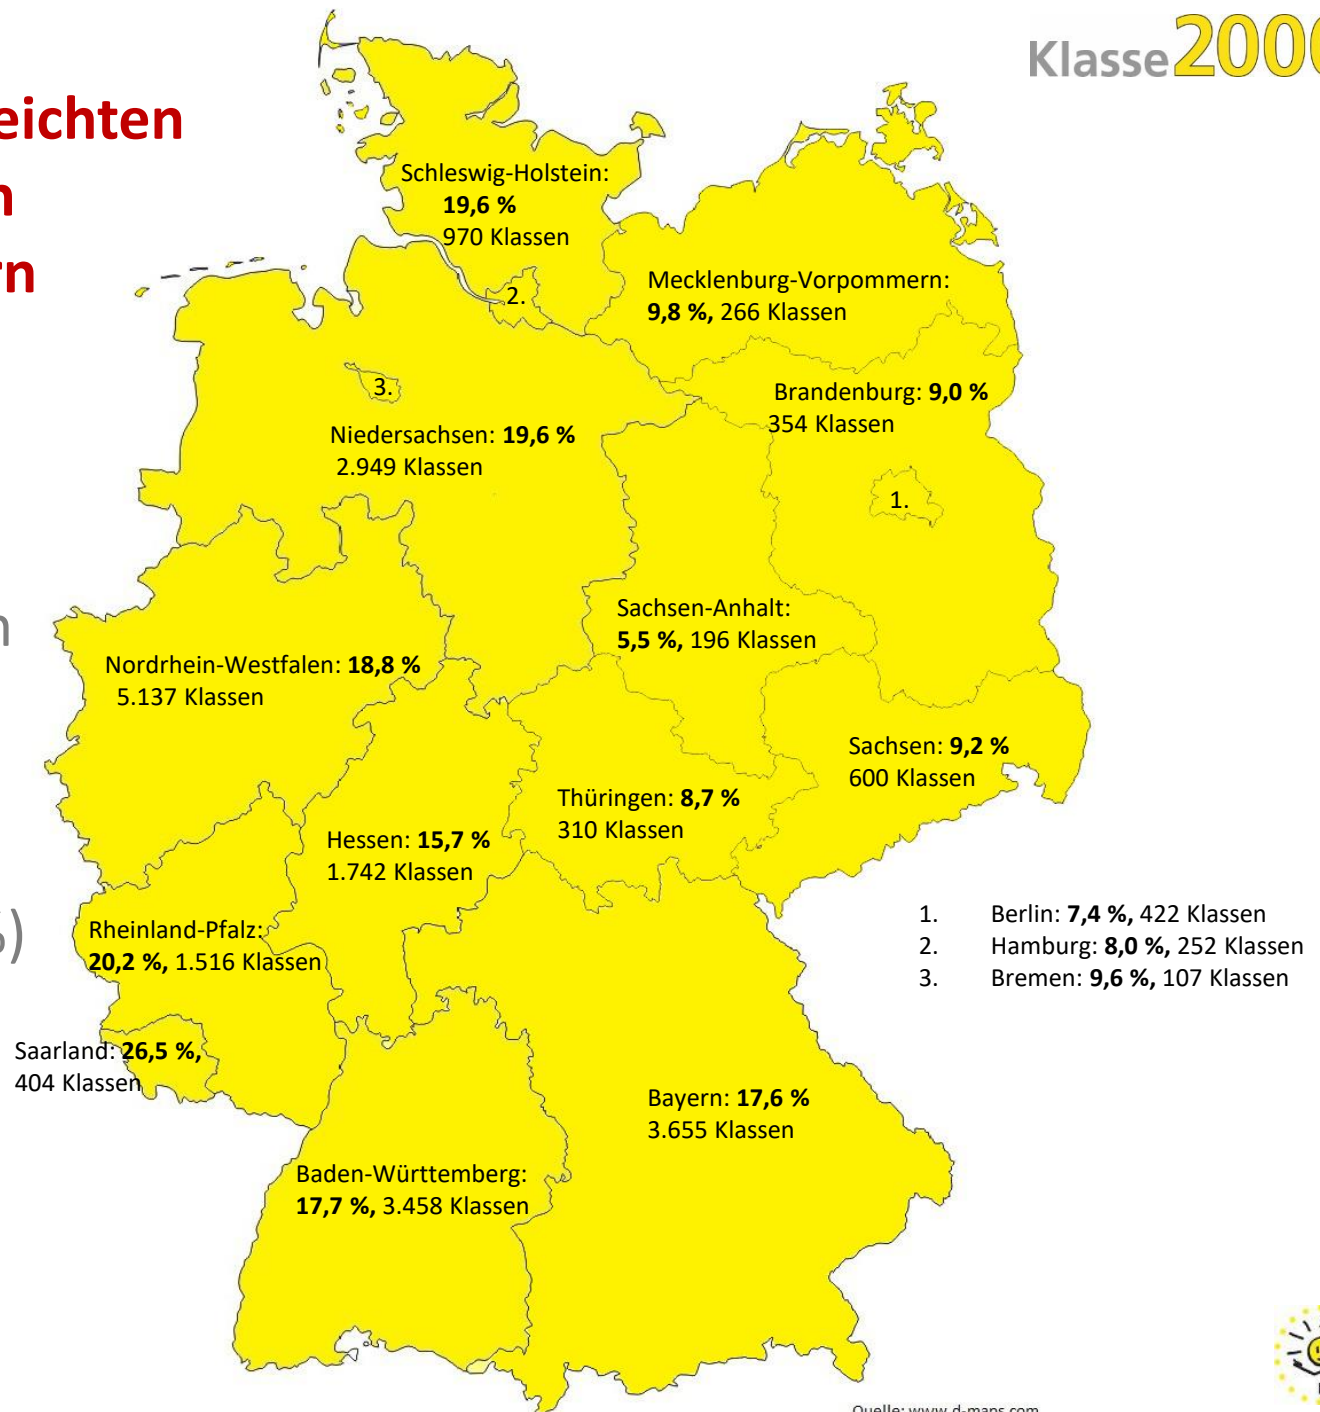 Klasse2000
eichten
n
rn
Schleswig-Holstein:
19,6 %
970 Klassen
2.
Mecklenburg-Vorpommern:
9,8 %, 266 Klassen
3.
Brandenburg: 9,0 %
354 Klassen
Niedersachsen: 19,6 %
2.949 Klassen
1.
n
Sachsen-Anhalt:
5,5 %, 196 Klassen
Nordrhein-Westfalen: 18,8 %
5.137 Klassen
Sachsen: 9,2 %
600 Klassen
Thüringen: 8,7 %
310 Klassen
Hessen: 15,7 %
1.742 Klassen
%)
Rheinland-Pfalz:
20,2 %, 1.516 Klassen
1. Berlin: 7,4 %, 422 Klassen
2. Hamburg: 8,0 %, 252 Klassen
3. Bremen: 9,6 %, 107 Klassen
Saarland: 26,5 %,
404 Klassen
Bayern: 17,6 %
3.655 Klassen
Baden-Württemberg:
17,7 %, 3.458 Klassen
Quelle: www.d-maps.com